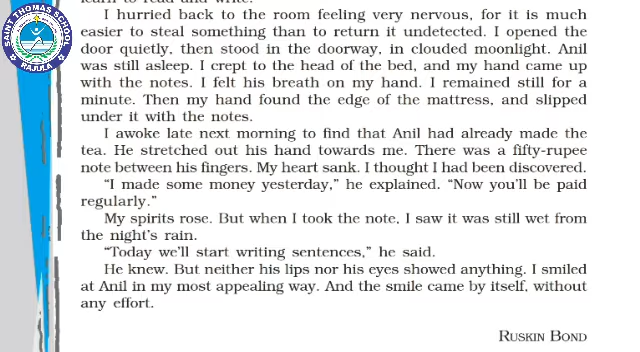 learn to read and write.
SAINT THOMAS SCHOOL
RAJULA
I hurried back to the room feeling very nervous, for it is much
easier to steal something than to return it undetected. I opened the
door quietly, then stood in the doorway, in clouded moonlight. Anil
was still asleep. I crept to the head of the bed, and my hand came up
with the notes. I felt his breath on my hand. I remained still for a
minute. Then my hand found the edge of the mattress, and slipped
under it with the notes.
I awoke late next morning to find that Anil had already made the
tea. He stretched out his hand towards me. There was a fifty-rupee
note between his fingers. My heart sank. I thought I had been discovered.
“I made some money yesterday,” he explained. “Now you’ll be paid
regularly.”
My spirits rose. But when I took the note, I saw it was still wet from
the night’s rain.
“Today we’ll start writing sentences,” he said.
He knew. But neither his lips nor his eyes showed anything. I smiled
at Anil in my most appealing way. And the smile came by itself, without
any effort.
RUSKIN BOND